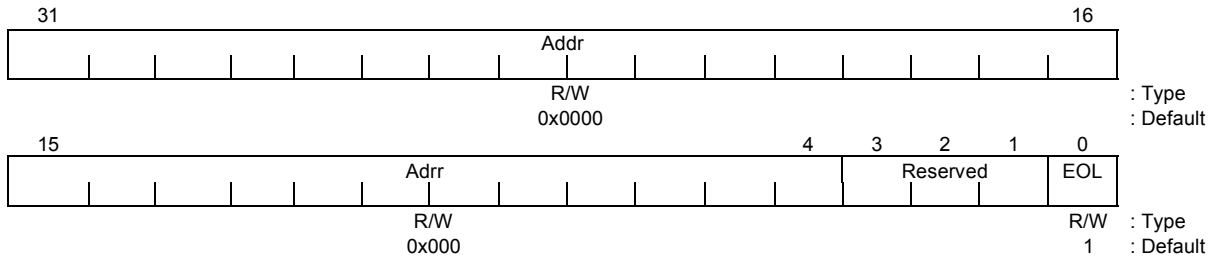 31 16
Addr
R/W : Type
0x0000 : Default
15 4 3 2 1 0
Adrr Reserved EOL
R/W R/W : Type
0x000 1 : Default